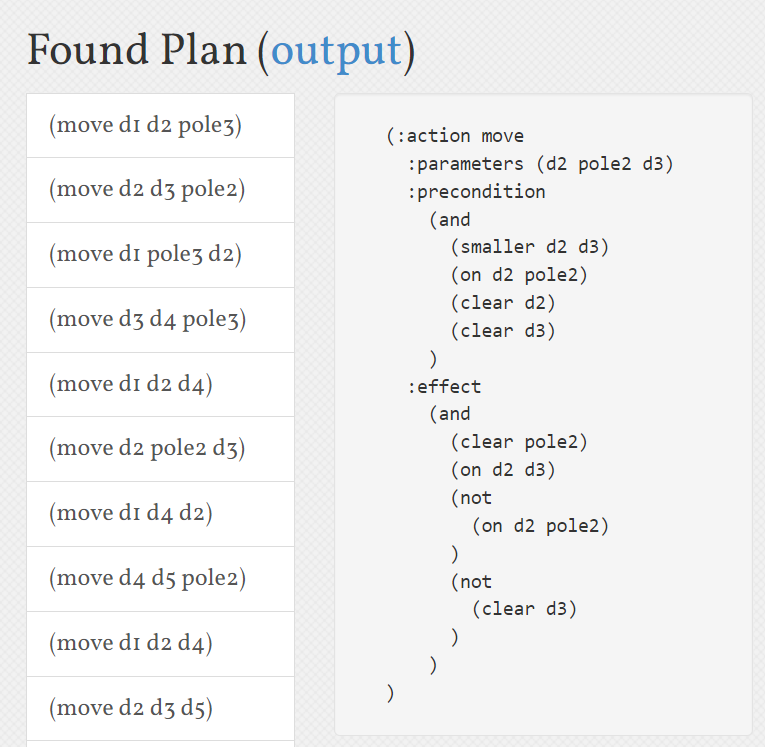 Found Plan (output)
(move d1 d2 pole3)
(move d2 d3 pole2)
(move d1 pole3 d2)
(move d3 d4 pole3)
(move d1 d2 d4)
(move d2 pole2 d3)
(move d1 d4 d2)
(move d4 d5 pole2)
(move d1 d2 d4)
(move d2 d3 d5)
(:action move
  :parameters (d2 pole2 d3)
  :precondition
    (and
      (smaller d2 d3)
      (on d2 pole2)
      (clear d2)
      (clear d3)
    )
  :effect
    (and
      (clear pole2)
      (on d2 d3)
      (not
        (on d2 pole2)
      )
      (not
        (clear d3)
      )
    )
)